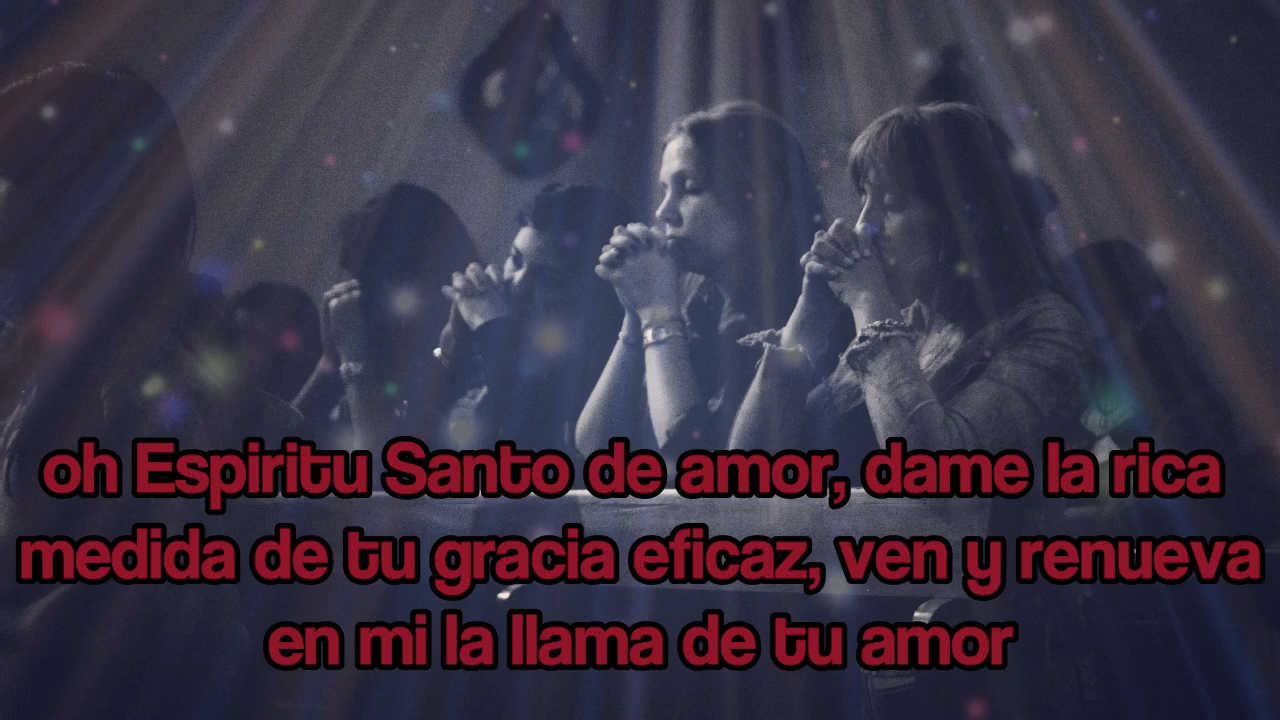 oh Espiritu Santo de amor, dame la rica
medida de tu gracia eficaz, ven y renueva
en mi la llama de tu amor